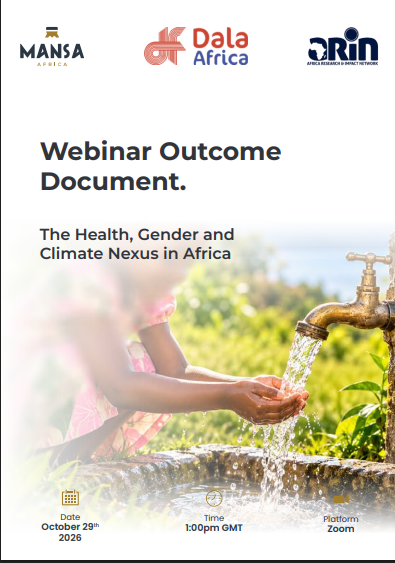 MANSA
AFRICA
Dala
Africa
ORIN
AFRICA RESEARCH & IMPACT NETWORK
Webinar Outcome
Document.
The Health, Gender and
Climate Nexus in Africa
Date
October 29th
2026
Time
1:00pm GMT
Platform
Zoom